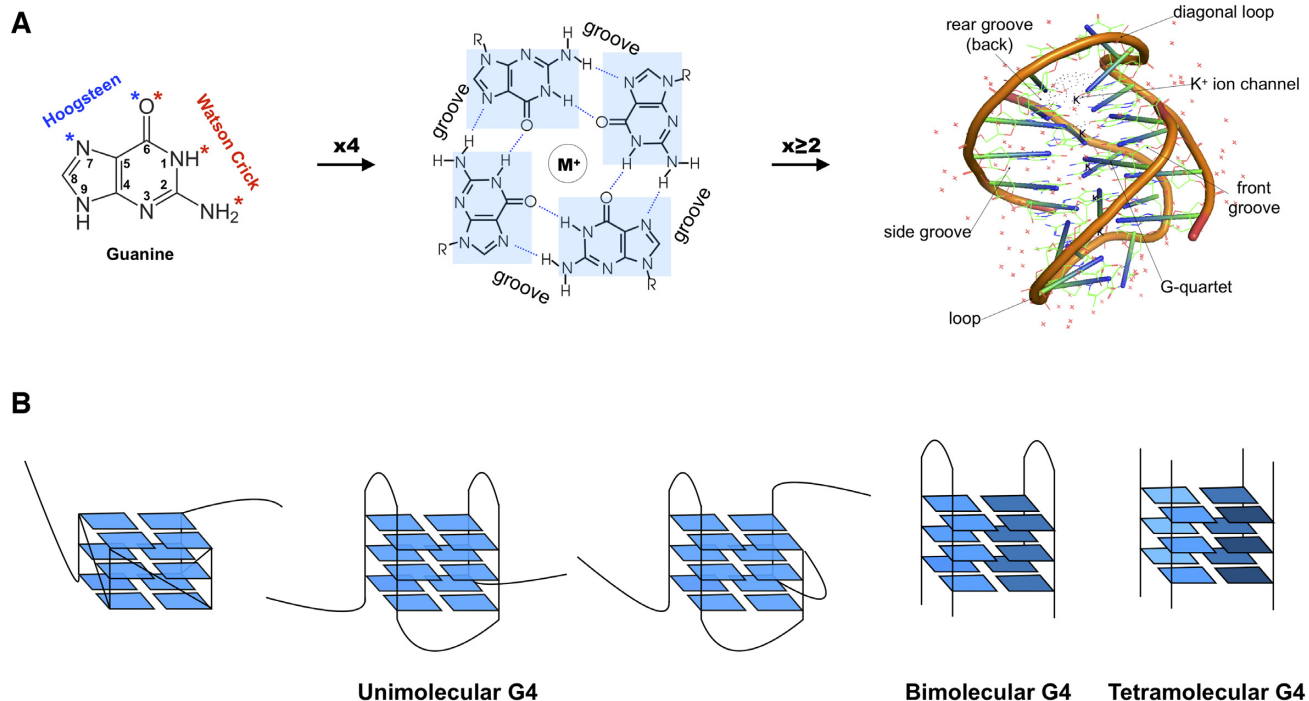 A
Hoogsteen
* *
Watson Crick
O
*
N
7
6
5
1
NH
*
8
9
4
3
2
N
H
N
NH2
*
Guanine
x4
groove
groove
groove
groove
R
N
N
N
H
H
N
N
H
O
N
N
R
O
N
N
H
N
H
H
H
N
H
H
N
N
O
N
R
N
M+
O
H
N
N
H
N
H
N
N
R
x≥2
rear groove
(back)
diagonal loop
K+ ion channel
K
K
K
K
K
front
groove
side groove
G-quartet
loop
B
Unimolecular G4
Bimolecular G4
Tetramolecular G4